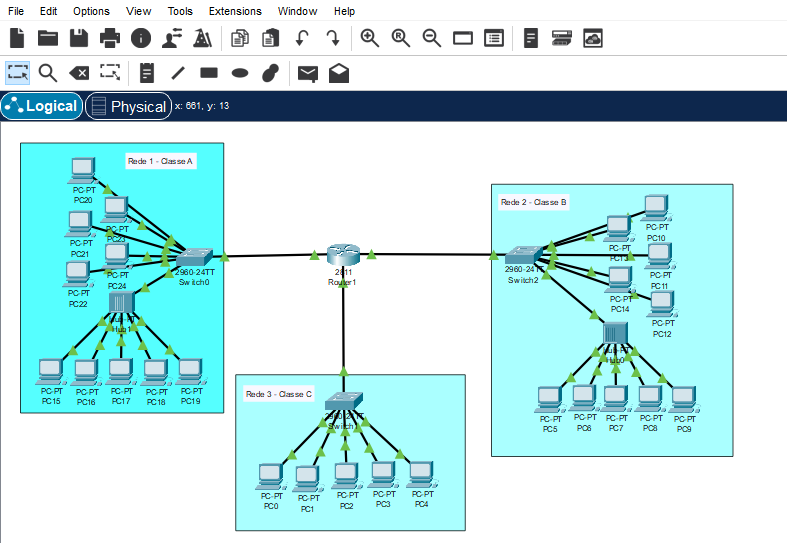 File Edit Options View Tools Extensions Window Help
Logical Physical x: 661, y: 13
Rede 1 - Classe A
PC-PT
PC20
PC-PT
PC23
PC-PT
PC21
PC-PT
PC24
PC-PT
PC22
2960-24TT
Switch0
Hub-PT
Hub1
PC-PT
PC15
PC-PT
PC16
PC-PT
PC17
PC-PT
PC18
PC-PT
PC19
2811
Router1
Rede 2 - Classe B
PC-PT
PC10
PC-PT
PC13
PC-PT
PC11
PC-PT
PC14
PC-PT
PC12
2960-24TT
Switch2
Hub-PT
Hub0
PC-PT
PC5
PC-PT
PC6
PC-PT
PC7
PC-PT
PC8
PC-PT
PC9
Rede 3 - Classe C
2960-24TT
Switch1
PC-PT
PC0
PC-PT
PC1
PC-PT
PC2
PC-PT
PC3
PC-PT
PC4